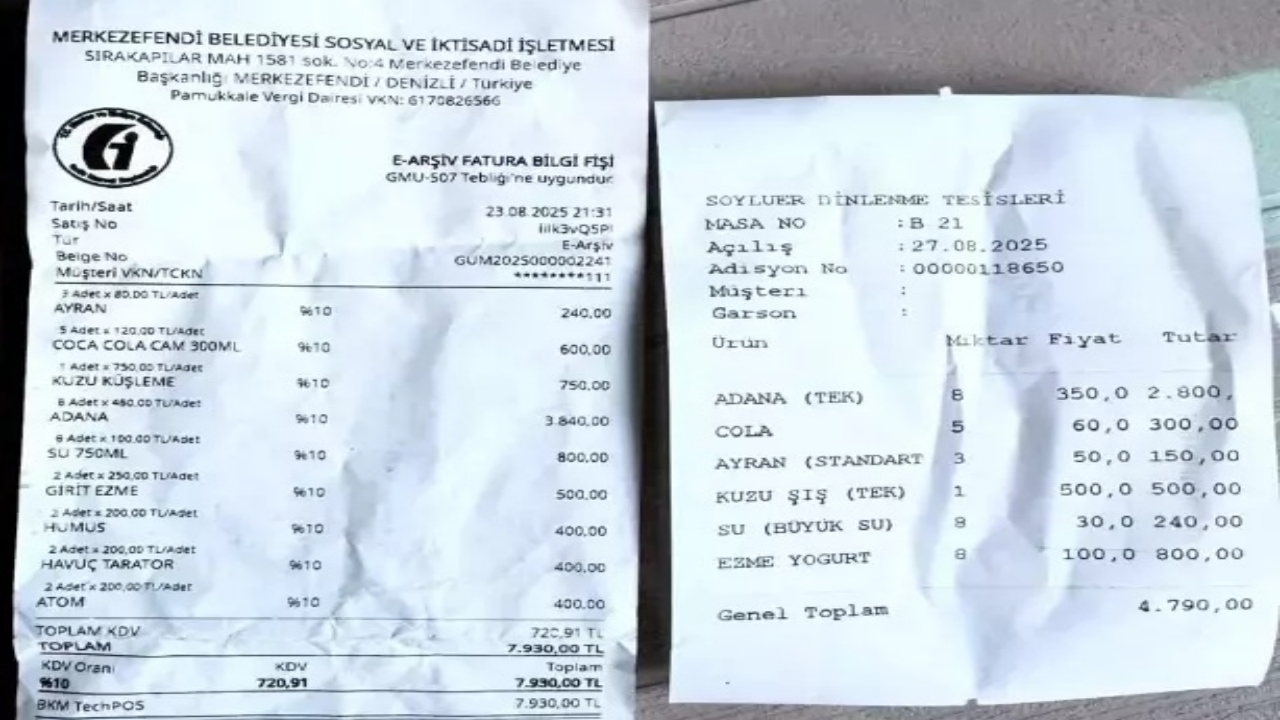 MERKEZEFENDİ BELEDİYESİ SOSYAL VE İKTİSADİ İŞLETMESİ
SIRAKAPILAR MAH 1581 sok. No:4 Merkezefendi Belediye
Başkanlığı MERKEZEFENDİ / DENİZLİ / Türkiye
Pamukkale Vergi Dairesi VKN: 6170826566
E-ARŞİV FATURA BİLGİ FİŞİ
GMU-507 Tebliği'ne uygundur.
Tarih/Saat 23.08.2025 21:31
Satış No
Tür E-Arşiv
Belge No GUM2025000002241
Müşteri VKN/TCKN ********111
3 Adet x 80,00 TL/Adet
AYRAN %10 240,00
5 Adet x 120,00 TL/Adet
COCA COLA CAM 300ML %10 600,00
1 Adet x 750,00 TL/Adet
KUZU KÜŞLEME %10 750,00
8 Adet x 480,00 TL/Adet
ADANA %10 3.840,00
8 Adet x 100,00 TL/Adet
SU 750ML %10 800,00
2 Adet x 250,00 TL/Adet
GİRİT EZME %10 500,00
2 Adet x 200,00 TL/Adet
HUMUS %10 400,00
2 Adet x 200,00 TL/Adet
HAVUÇ TARATOR %10 400,00
2 Adet x 200,00 TL/Adet
ATOM %10 400,00
TOPLAM KDV 720,91 TL
TOPLAM 7.930,00 TL
KDV Oranı KDV Toplam
%10 720,91 7.930,00 TL
BKM TechPOS 7.930,00 TL
SOYLUER DİNLENME TESİSLERİ
MASA NO :B 21
Açılış :27.08.2025
Adisyon No :00000118650
Müşteri :
Garson :
Ürün Miktar Fiyat Tutar
ADANA (TEK) 8 350,0 2.800,
COLA 5 60,0 300,00
AYRAN (STANDART 3 50,0 150,00
KUZU ŞIŞ (TEK) 1 500,0 500,00
SU (BÜYÜK SU) 8 30,0 240,00
EZME YOGURT 8 100,0 800,00
Genel Toplam 4.790,00